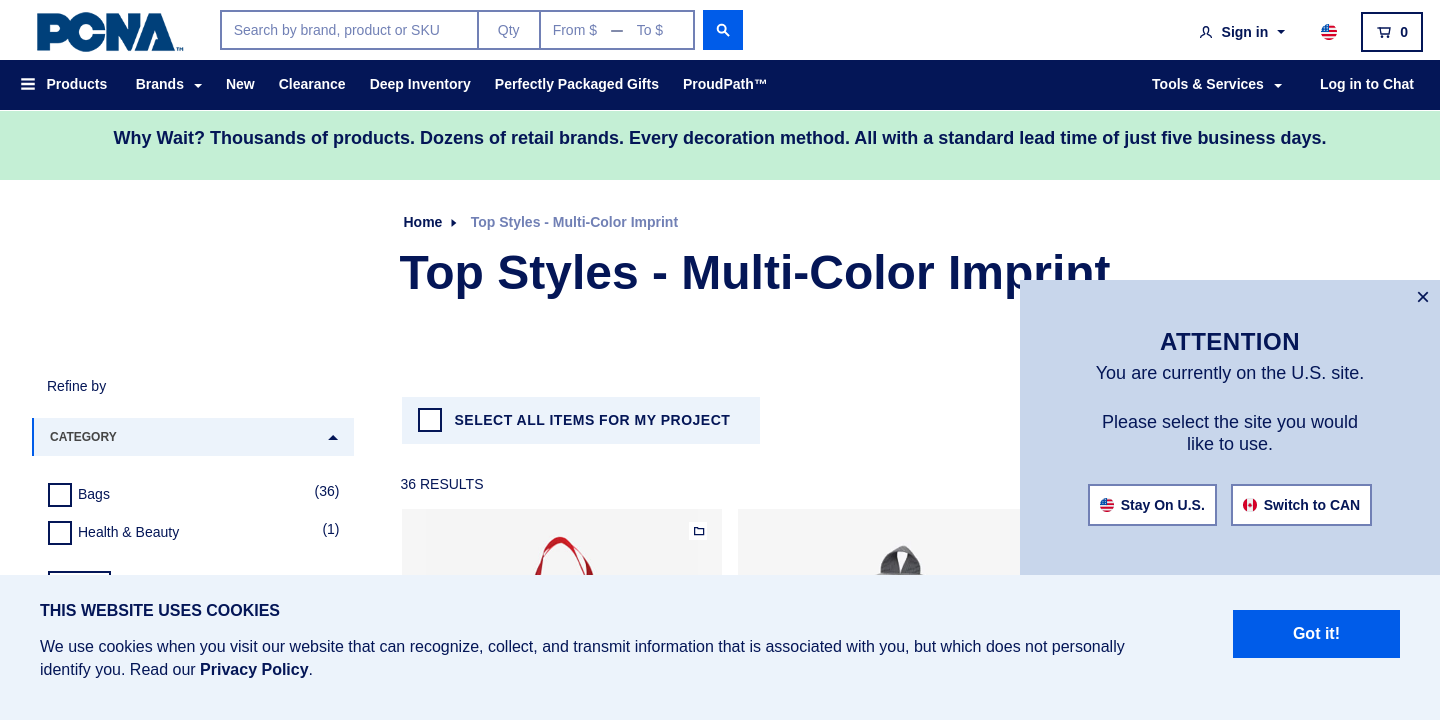 PCNA™
Search by brand, product or SKU
Qty
From $ — To $
Sign in
0
Products
Brands
New
Clearance
Deep Inventory
Perfectly Packaged Gifts
ProudPath™
Tools & Services
Log in to Chat
Why Wait? Thousands of products. Dozens of retail brands. Every decoration method. All with a standard lead time of just five business days.
Home
Top Styles - Multi-Color Imprint
Top Styles - Multi-Color Imprint
×
ATTENTION
You are currently on the U.S. site.
Please select the site you would
like to use.
Stay On U.S.
Switch to CAN
Refine by
CATEGORY
Bags (36)
Health & Beauty (1)
SELECT ALL ITEMS FOR MY PROJECT
36 RESULTS
THIS WEBSITE USES COOKIES
We use cookies when you visit our website that can recognize, collect, and transmit information that is associated with you, but which does not personally
identify you. Read our Privacy Policy.
Got it!